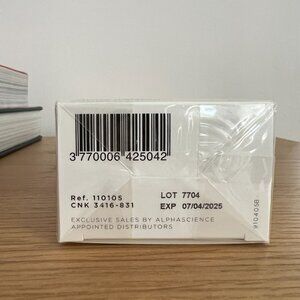 3 770006 425042
Ref. 11010S LOT 7704
CNK 3416-831 EXP 07/04/2025
EXCLUSIVE SALES BY ALPHASCIENCE
APPOINTED DISTRIBUTORS